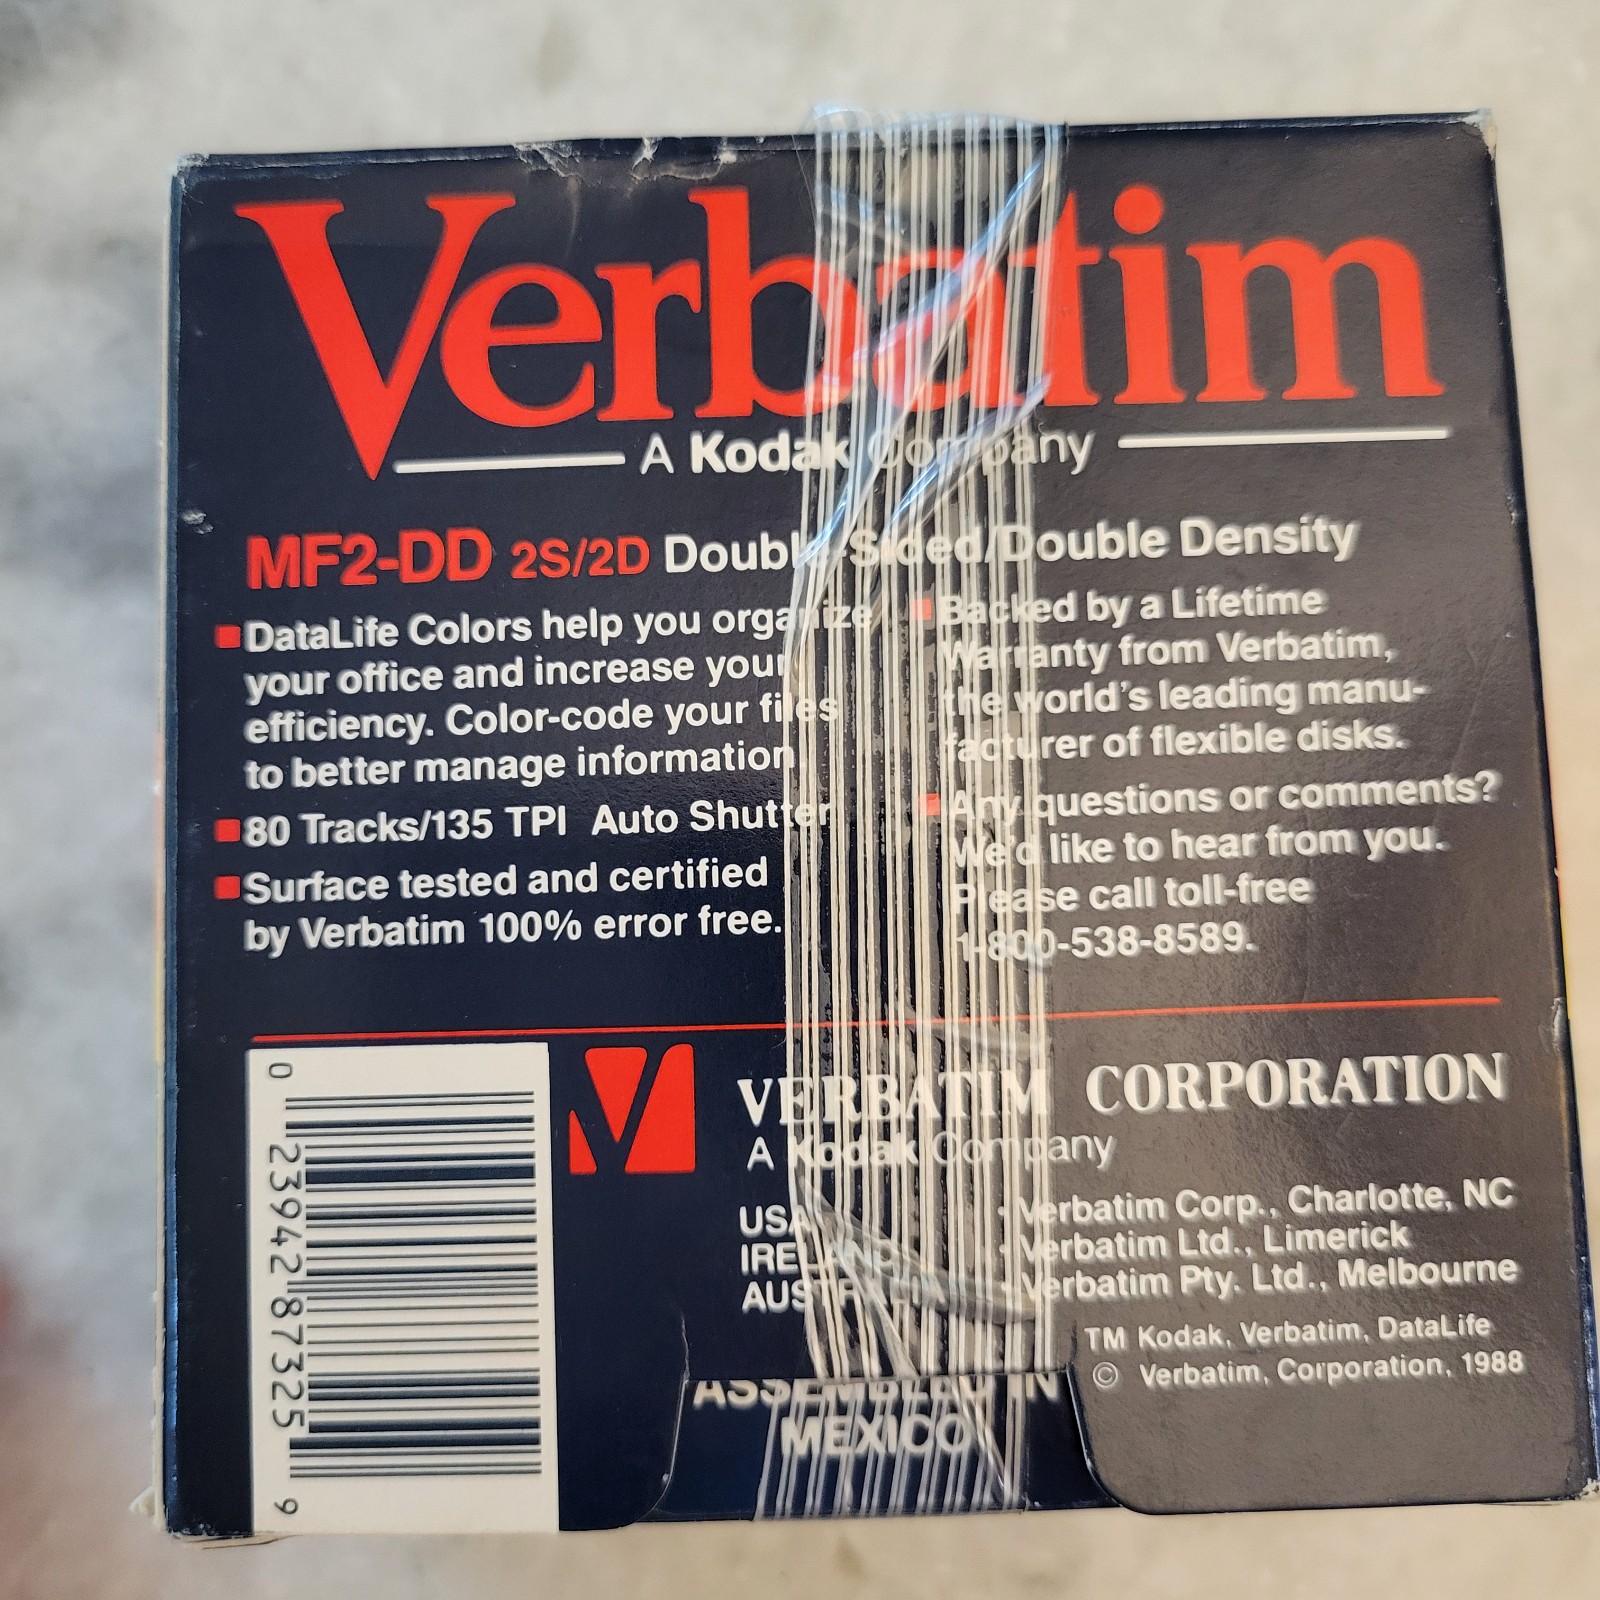 Verbatim
A Kodak Company
MF2-DD 2S/2D Double-Sided/Double Density
DataLife Colors help you organize
your office and increase your
efficiency. Color-code your files
to better manage information.
80 Tracks/135 TPI Auto Shutter
Surface tested and certified
by Verbatim 100% error free.
Backed by a Lifetime
Warranty from Verbatim,
the world's leading manu-
facturer of flexible disks.
Any questions or comments?
We'd like to hear from you.
Please call toll-free
1-800-538-8589.
0 23942 87325 9
VERBATIM CORPORATION
A Kodak Company
USA • Verbatim Corp., Charlotte, NC
IRELAND • Verbatim Ltd., Limerick
AUSTRALIA • Verbatim Pty. Ltd., Melbourne
TM Kodak, Verbatim, DataLife
© Verbatim, Corporation, 1988
ASSEMBLED IN
MEXICO